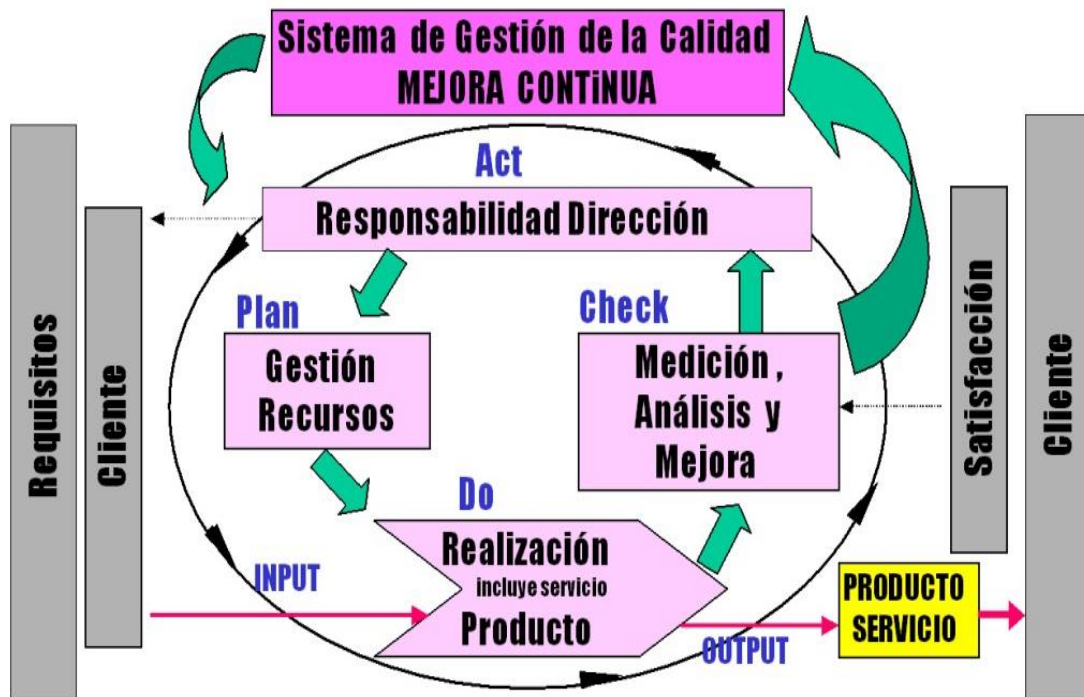 Sistema de Gestión de la Calidad
MEJORA CONTiNUA
Act
Responsabilidad Dirección
Plan
Gestión
Recursos
Check
Medición ,
Análisis y
Mejora
Do
Realización
incluye servicio
Producto
INPUT
OUTPUT
PRODUCTO
SERVICIO
Requisitos
Cliente
Satisfacción
Cliente